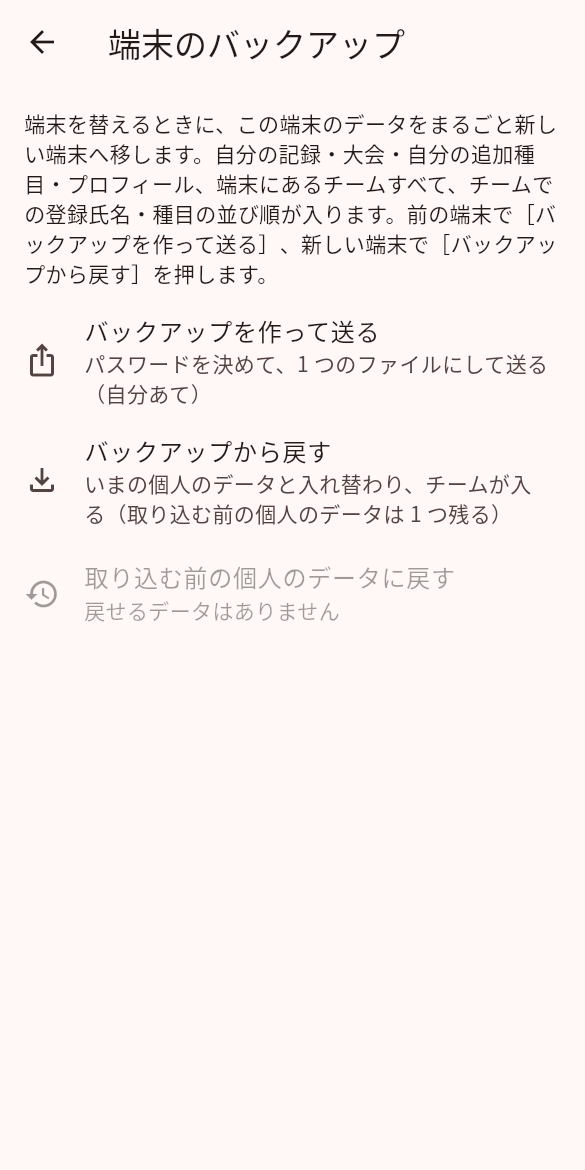 端末のバックアップ
端末を替えるときに、この端末のデータをまるごと新し
い端末へ移します。自分の記録・大会・自分の追加種
目・プロフィール、端末にあるチームすべて、チームで
の登録氏名・種目の並び順が入ります。前の端末で［バ
ックアップを作って送る］、新しい端末で［バックアッ
プから戻す］を押します。
バックアップを作って送る
パスワードを決めて、1 つのファイルにして送る
（自分あて）
バックアップから戻す
いまの個人のデータと入れ替わり、チームが入
る（取り込む前の個人のデータは 1 つ残る）
取り込む前の個人のデータに戻す
戻せるデータはありません